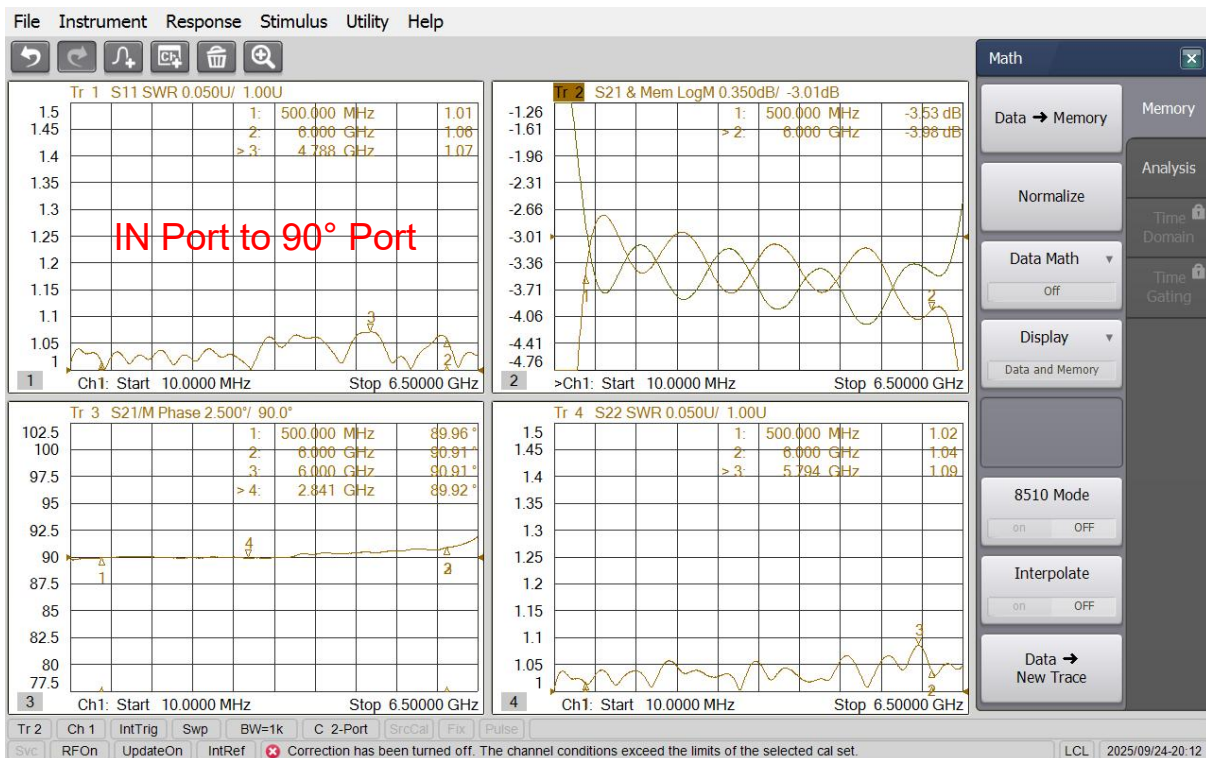 File Instrument Response Stimulus Utility Help
Math
Tr 1 S11 SWR 0.050U/ 1.00U
1: 500.000 MHz 1.01
2: 6.000 GHz 1.06
> 3: 4.788 GHz 1.07
1.5
1.45
1.4
1.35
1.3
1.25
1.2
1.15
1.1
1.05
1
IN Port to 90° Port
3
1
2
1 Ch1: Start 10.0000 MHz Stop 6.50000 GHz
Tr 2 S21 & Mem LogM 0.350dB/ -3.01dB
1: 500.000 MHz -3.53 dB
> 2: 6.000 GHz -3.98 dB
-1.26
-1.61
-1.96
-2.31
-2.66
-3.01
-3.36
-3.71
-4.06
-4.41
-4.76
1
2
2 >Ch1: Start 10.0000 MHz Stop 6.50000 GHz
Tr 3 S21/M Phase 2.500°/ 90.0°
1: 500.000 MHz 89.96 °
2: 6.000 GHz 90.91 °
3: 6.000 GHz 90.91 °
> 4: 2.841 GHz 89.92 °
102.5
100
97.5
95
92.5
90
87.5
85
82.5
80
77.5
4
1
3 Ch1: Start 10.0000 MHz Stop 6.50000 GHz
Tr 4 S22 SWR 0.050U/ 1.00U
1: 500.000 MHz 1.02
2: 6.000 GHz 1.04
> 3: 5.794 GHz 1.09
1.5
1.45
1.4
1.35
1.3
1.25
1.2
1.15
1.1
1.05
1
3
1
2
4 Ch1: Start 10.0000 MHz Stop 6.50000 GHz
Data ➔ Memory
Normalize
Data Math
Off
Display
Data and Memory
8510 Mode
on OFF
Interpolate
on OFF
Data ➔
New Trace
Memory
Analysis
Time
Domain
Time
Gating
Tr 2 Ch 1 IntTrig Swp BW=1k C 2-Port SrcCal Fix Pulse
Svc RFOn UpdateOn IntRef Correction has been turned off. The channel conditions exceed the limits of the selected cal set. LCL 2025/09/24-20:12